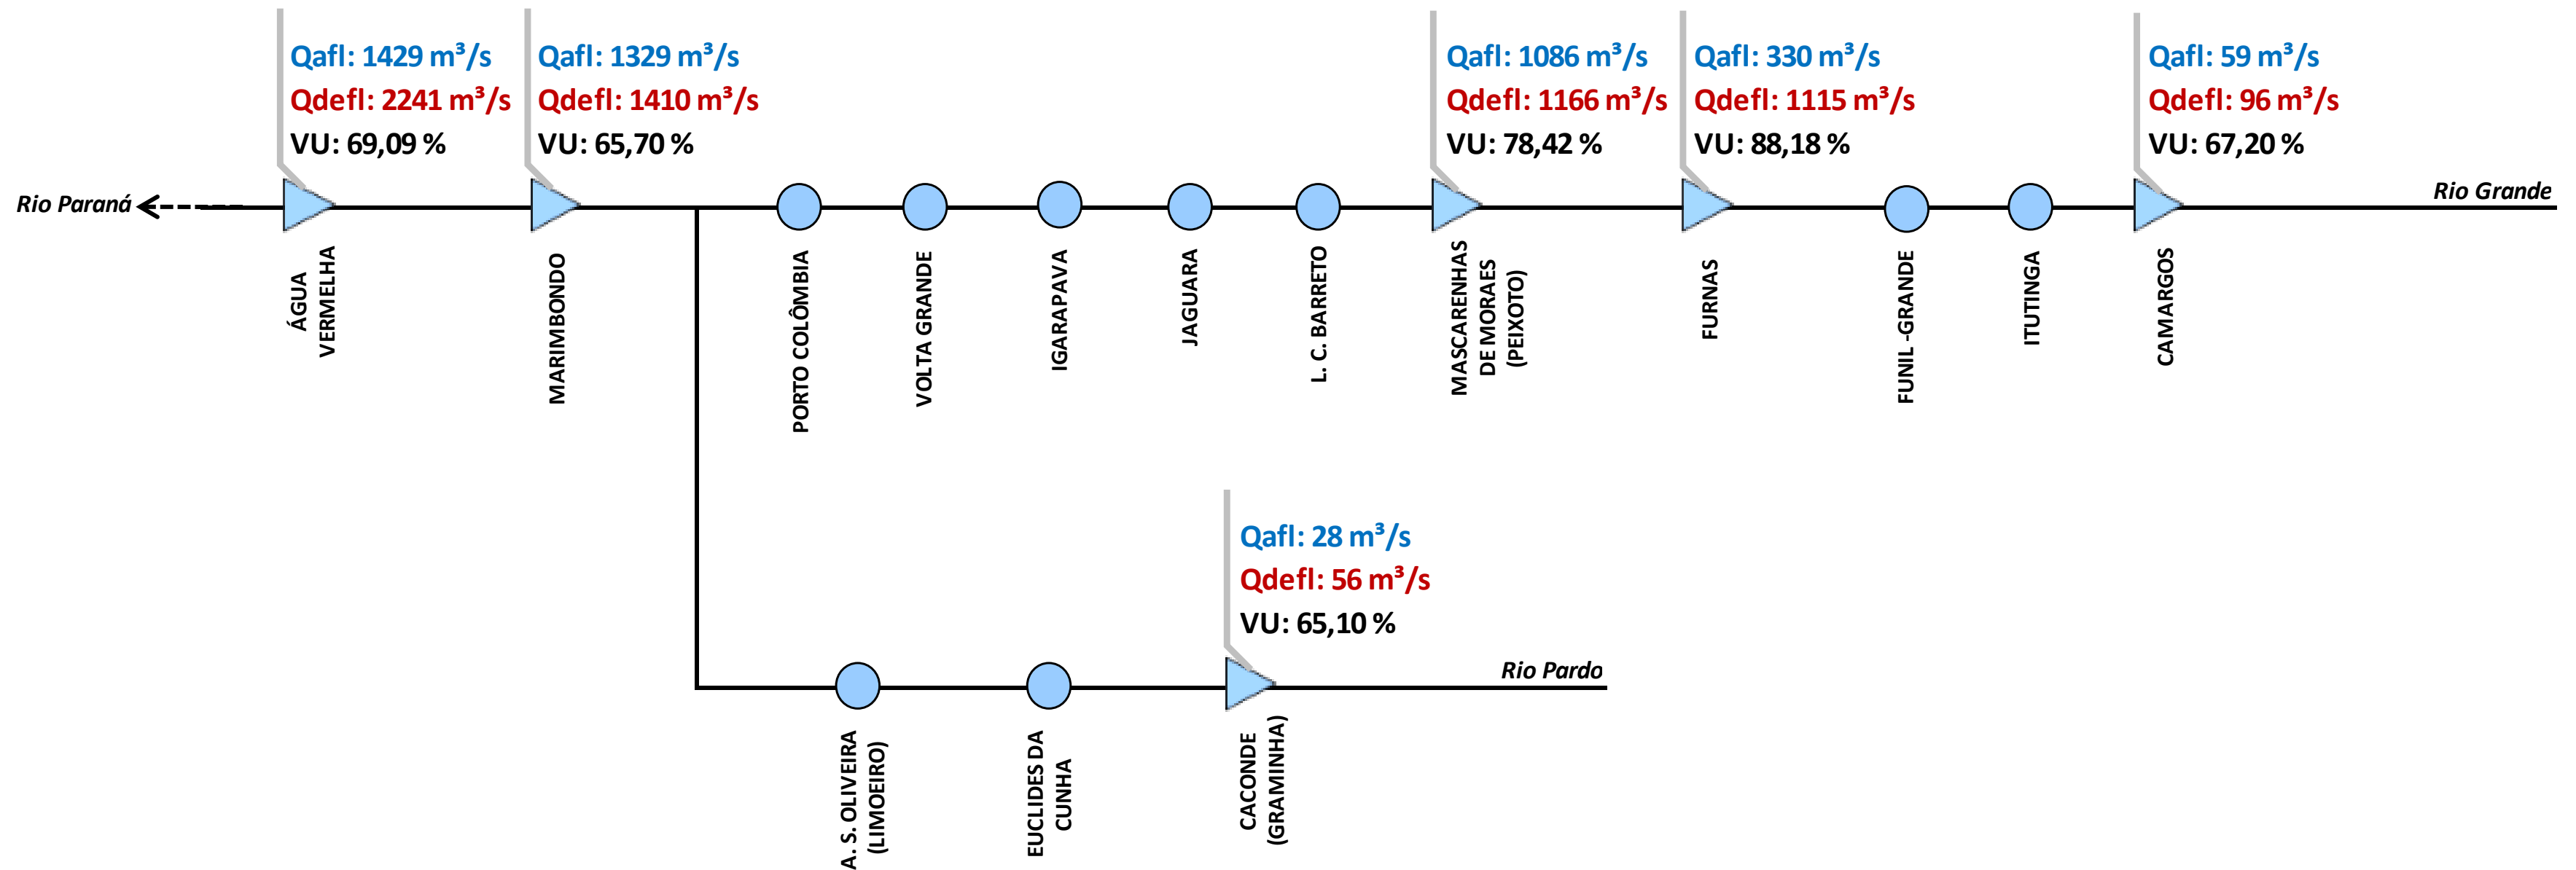 Qafl: 1429 m³/s
Qdefl: 2241 m³/s
VU: 69,09 %
Qafl: 1329 m³/s
Qdefl: 1410 m³/s
VU: 65,70 %
Qafl: 1086 m³/s
Qdefl: 1166 m³/s
VU: 78,42 %
Qafl: 330 m³/s
Qdefl: 1115 m³/s
VU: 88,18 %
Qafl: 59 m³/s
Qdefl: 96 m³/s
VU: 67,20 %
Rio Paraná
Rio Grande
ÁGUA
VERMELHA
MARIMBONDO
PORTO COLÔMBIA
VOLTA GRANDE
IGARAPAVA
JAGUARA
L. C. BARRETO
MASCARENHAS
DE MORAES
(PEIXOTO)
FURNAS
FUNIL -GRANDE
ITUTINGA
CAMARGOS
Qafl: 28 m³/s
Qdefl: 56 m³/s
VU: 65,10 %
Rio Pardo
A. S. OLIVEIRA
(LIMOEIRO)
EUCLIDES DA
CUNHA
CACONDE
(GRAMINHA)